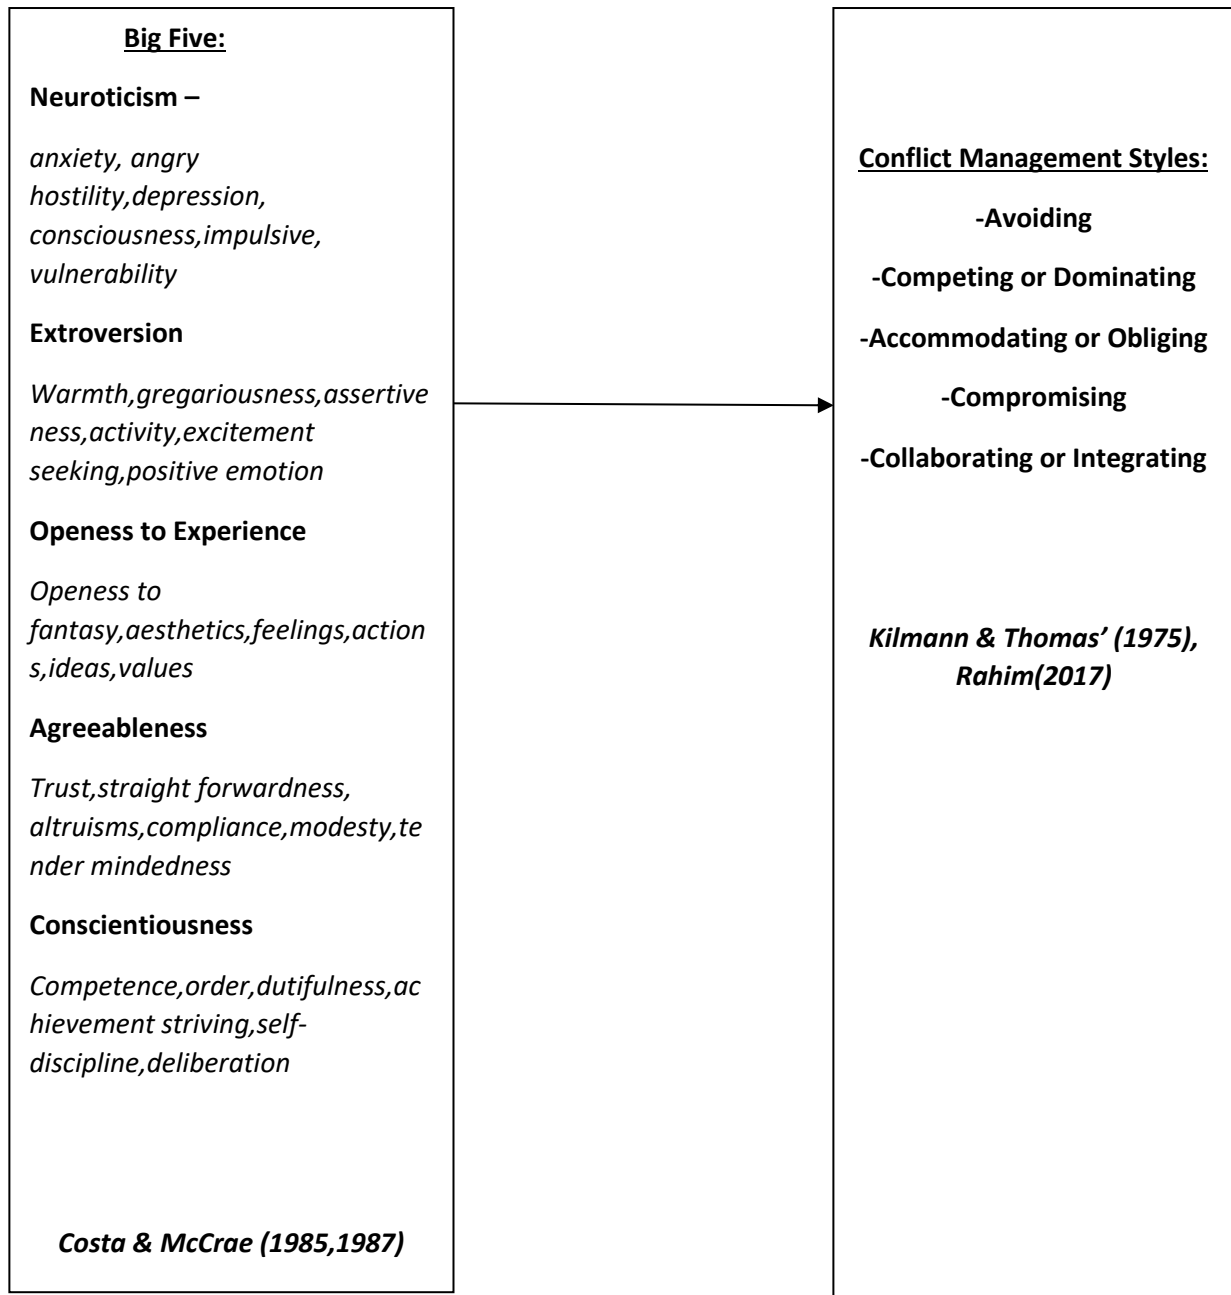 Big Five:
Neuroticism –
anxiety, angry
hostility,depression,
consciousness,impulsive,
vulnerability
Extroversion
Warmth,gregariousness,assertive
ness,activity,excitement
seeking,positive emotion
Openess to Experience
Openess to
fantasy,aesthetics,feelings,action
s,ideas,values
Agreeableness
Trust,straight forwardness,
altruisms,compliance,modesty,te
nder mindedness
Conscientiousness
Competence,order,dutifulness,ac
hievement striving,self-
discipline,deliberation
Costa & McCrae (1985,1987)
Conflict Management Styles:
-Avoiding
-Competing or Dominating
-Accommodating or Obliging
-Compromising
-Collaborating or Integrating
Kilmann & Thomas’ (1975),
Rahim(2017)